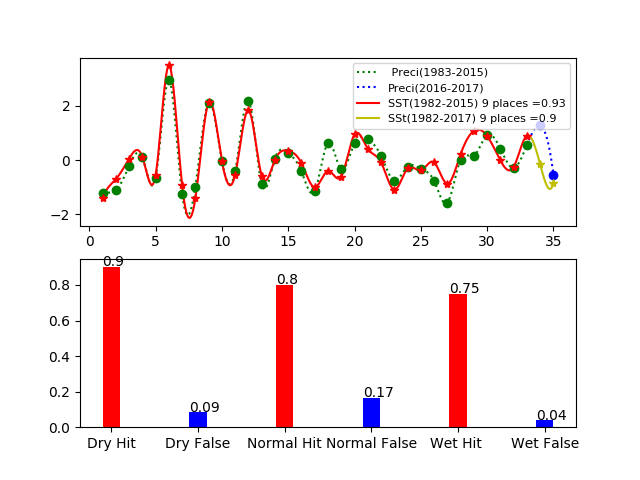 Preci(1983-2015)
Preci(2016-2017)
SST(1982-2015) 9 places =0.93
SSt(1982-2017) 9 places =0.9
2
0
−2
0 5 10 15 20 25 30 35
0.9
0.8
0.75
0.8
0.6
0.4
0.2
0.17
0.09
0.04
0.0
Dry Hit Dry False Normal Hit Normal False Wet Hit Wet False